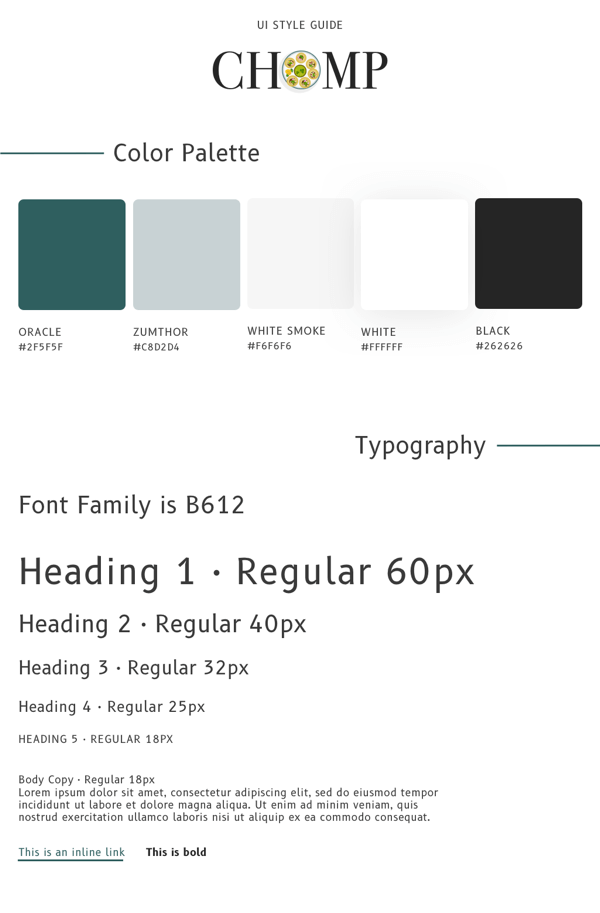 UI STYLE GUIDE
CHOMP
Color Palette
ORACLE
#2F5F5F
ZUMTHOR
#C8D2D4
WHITE SMOKE
#F6F6F6
WHITE
#FFFFFF
BLACK
#262626
Typography
Font Family is B612
Heading 1 · Regular 60px
Heading 2 · Regular 40px
Heading 3 · Regular 32px
Heading 4 · Regular 25px
HEADING 5 · REGULAR 18PX
Body Copy · Regular 18px
Lorem ipsum dolor sit amet, consectetur adipiscing elit, sed do eiusmod tempor
incididunt ut labore et dolore magna aliqua. Ut enim ad minim veniam, quis
nostrud exercitation ullamco laboris nisi ut aliquip ex ea commodo consequat.
This is an inline link This is bold